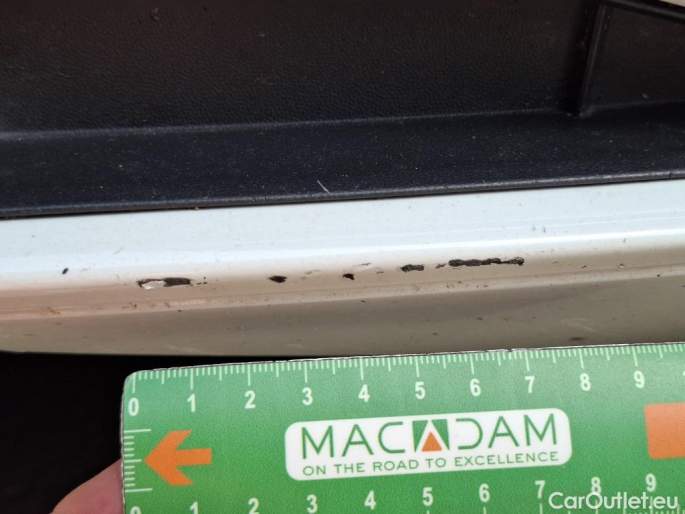 0 1 2 3 4 5 6 7 8 9
MACADAM
ON THE ROAD TO EXCELLENCE
0 1 2 3 4 5 6 7 8 9
CarOutlet.eu